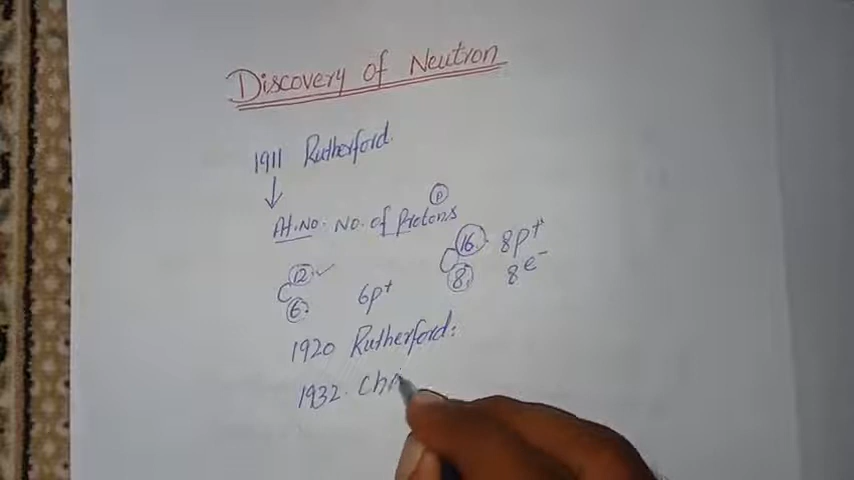 Discovery of Neutron
1911 Rutherford.
At. No. No. of Protons
p
C 12 6 6p+
C 16 8 8p+
8e-
1920 Rutherford:
1932. Cha